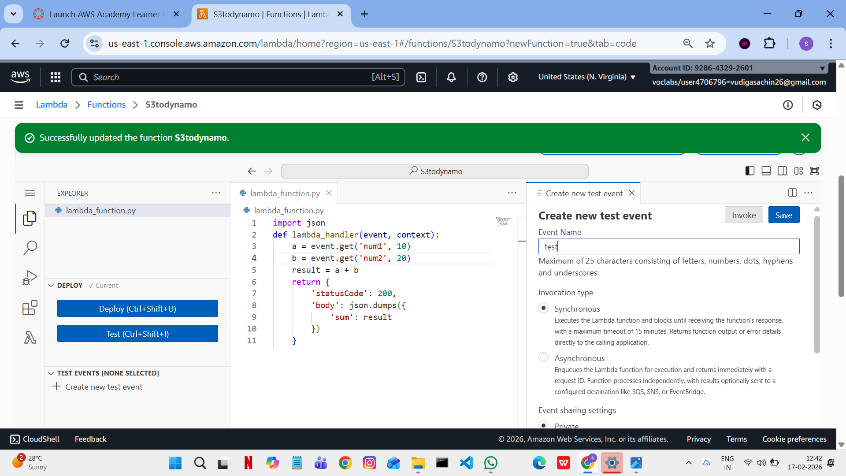 Launch AWS Academy Learner
S3todynamo | Functions | Lamb
us-east-1.console.aws.amazon.com/lambda/home?region=us-east-1#/functions/S3todynamo?newFunction=true&tab=code
S
aws
Search
[Alt+S]
United States (N. Virginia)
Account ID: 9286-4329-2601
voclabs/user4706796=vudigasachin26@gmail.com
Lambda > Functions > S3todynamo
Successfully updated the function S3todynamo.
S3todynamo
EXPLORER
lambda_function.py
DEPLOY Current
Deploy (Ctrl+Shift+U)
Test (Ctrl+Shift+I)
TEST EVENTS [NONE SELECTED]
+ Create new test event
lambda_function.py
lambda_function.py
1 import json
2 def lambda_handler(event, context):
3 a = event.get('num1', 10)
4 b = event.get('num2', 20)
5 result = a + b
6 return {
7 'statusCode': 200,
8 'body': json.dumps({
9 'sum': result
10 })
11 }
Create new test event
Create new test event
Invoke
Save
Event Name
test
Maximum of 25 characters consisting of letters, numbers, dots, hyphens
and underscores.
Invocation type
Synchronous
Executes the Lambda function and blocks until receiving the function's response,
with a maximum timeout of 15 minutes. Returns function output or error details
directly to the calling application.
Asynchronous
Enqueues the Lambda function for execution and returns immediately with a
request ID. Function processes independently, with results optionally sent to a
configured destination like SQS, SNS, or EventBridge.
Event sharing settings
Private
CloudShell
Feedback
© 2026, Amazon Web Services, Inc. or its affiliates.
Privacy
Terms
Cookie preferences
2
28°C
Sunny
ENG
IN
12:42
17-02-2026